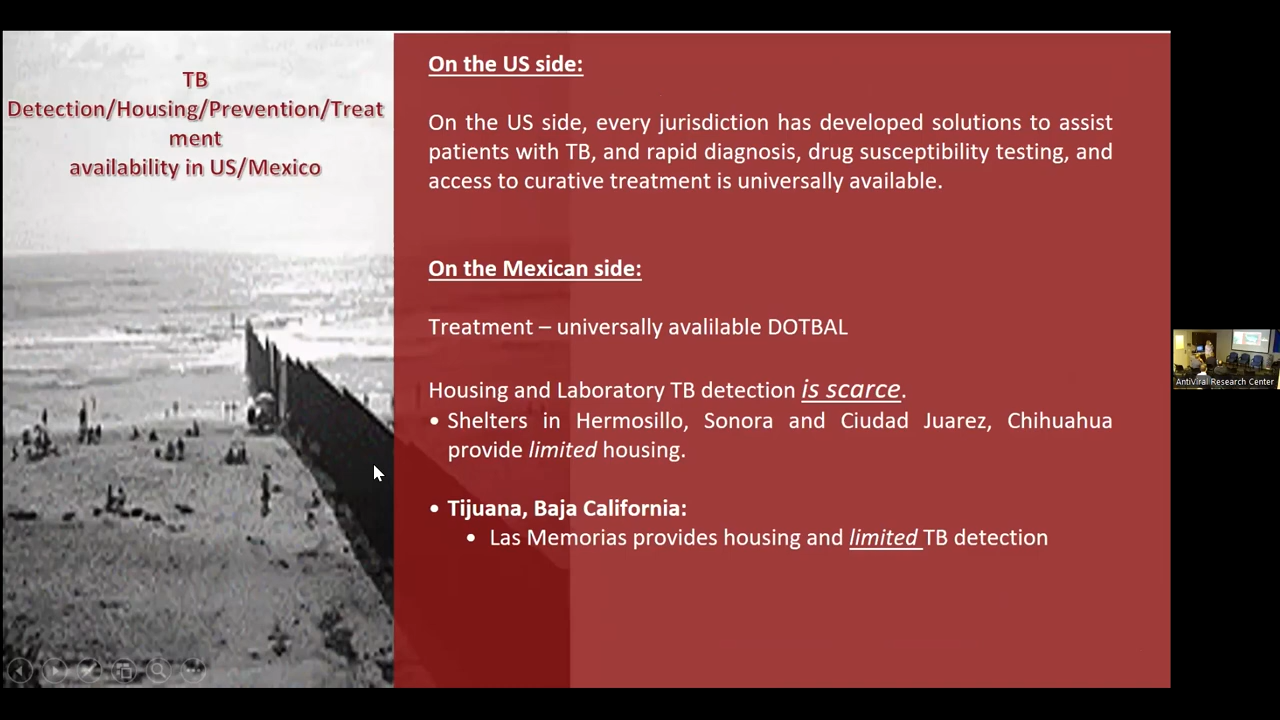 TB
Detection/Housing/Prevention/Treat
ment
availability in US/Mexico
On the US side:
On the US side, every jurisdiction has developed solutions to assist
patients with TB, and rapid diagnosis, drug susceptibility testing, and
access to curative treatment is universally available.
On the Mexican side:
Treatment – universally avalilable DOTBAL
Housing and Laboratory TB detection is scarce.
• Shelters in Hermosillo, Sonora and Ciudad Juarez, Chihuahua
provide limited housing.
• Tijuana, Baja California:
• Las Memorias provides housing and limited TB detection
AntiViral Research Center